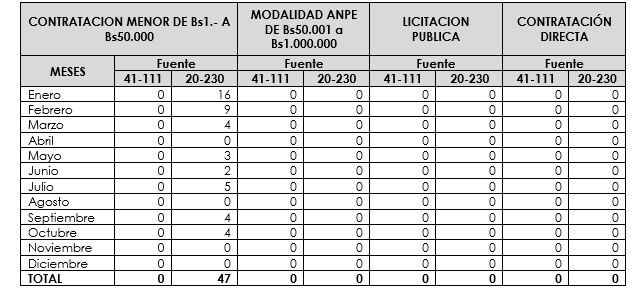 CONTRATACION MENOR DE Bs1.- A Bs50.000 MODALIDAD ANPE DE Bs50.001 a Bs1.000.000 LICITACION PUBLICA CONTRATACIÓN DIRECTA
MESES Fuente Fuente Fuente Fuente
41-111 20-230 41-111 20-230 41-111 20-230 41-111 20-230
Enero 0 16 0 0 0 0 0 0
Febrero 0 9 0 0 0 0 0 0
Marzo 0 4 0 0 0 0 0 0
Abril 0 0 0 0 0 0 0 0
Mayo 0 3 0 0 0 0 0 0
Junio 0 2 0 0 0 0 0 0
Julio 0 5 0 0 0 0 0 0
Agosto 0 0 0 0 0 0 0 0
Septiembre 0 4 0 0 0 0 0 0
Octubre 0 4 0 0 0 0 0 0
Noviembre 0 0 0 0 0 0 0 0
Diciembre 0 0 0 0 0 0 0 0
TOTAL 0 47 0 0 0 0 0 0